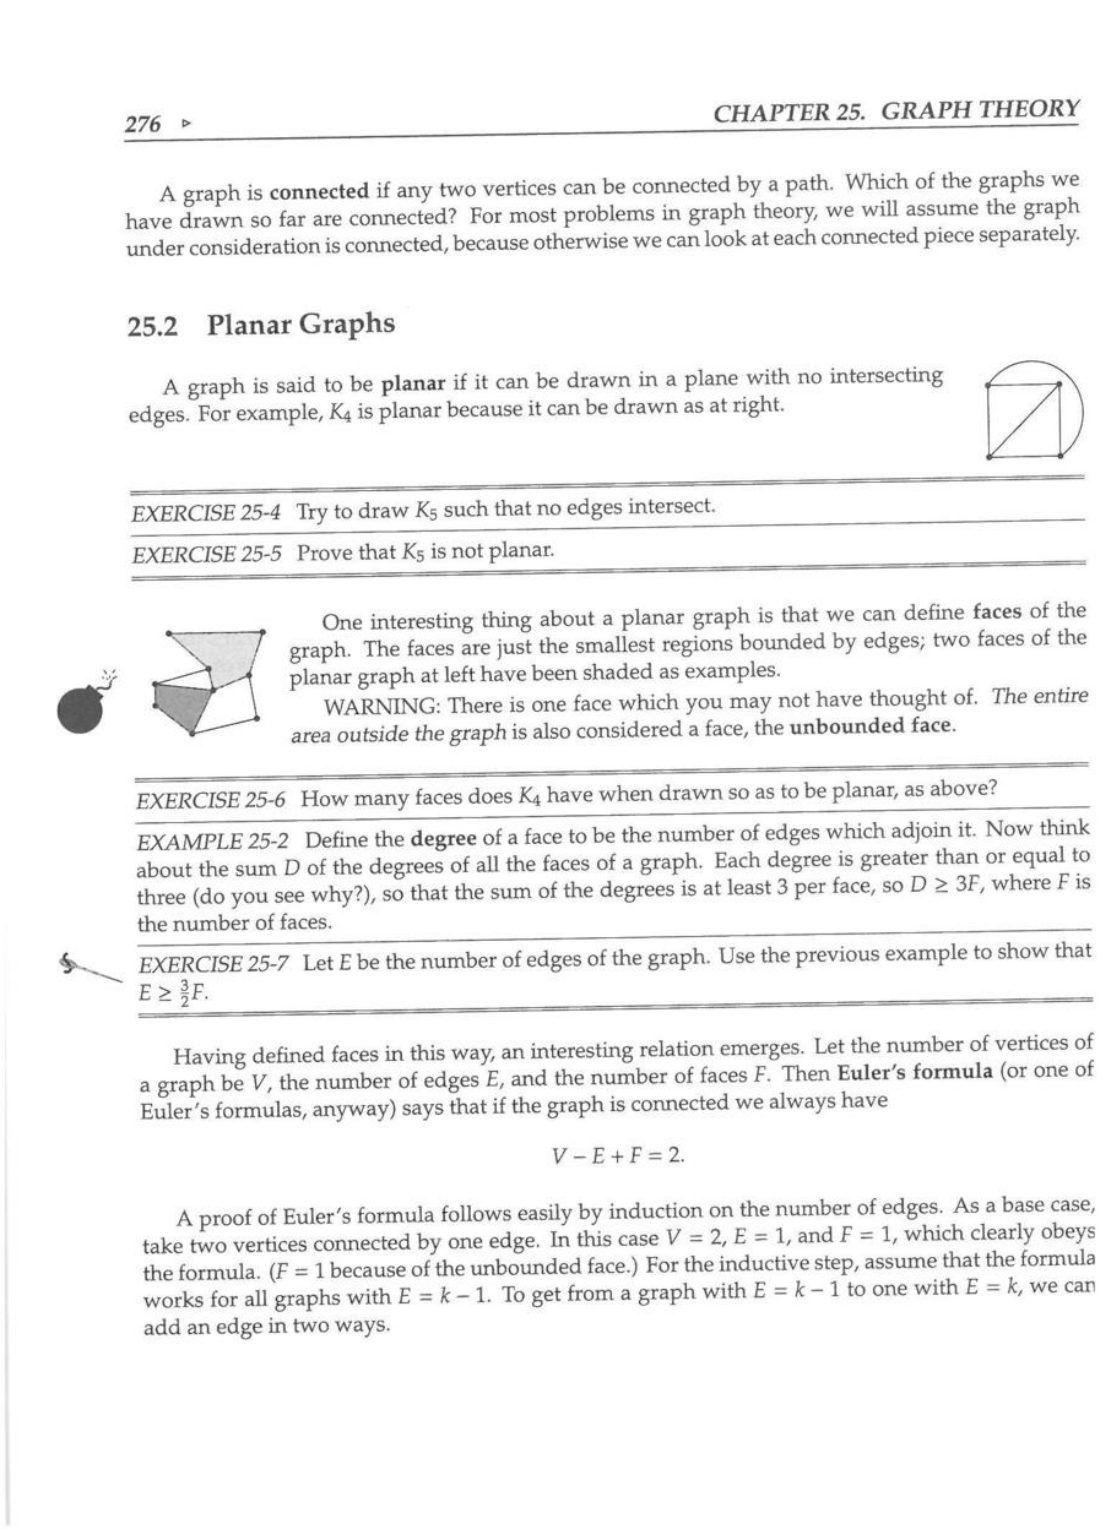 276 ▹ CHAPTER 25. GRAPH THEORY
A graph is connected if any two vertices can be connected by a path. Which of the graphs we
have drawn so far are connected? For most problems in graph theory, we will assume the graph
under consideration is connected, because otherwise we can look at each connected piece separately.
25.2 Planar Graphs
A graph is said to be planar if it can be drawn in a plane with no intersecting
edges. For example, K₄ is planar because it can be drawn as at right.
EXERCISE 25-4 Try to draw K₅ such that no edges intersect.
EXERCISE 25-5 Prove that K₅ is not planar.
One interesting thing about a planar graph is that we can define faces of the
graph. The faces are just the smallest regions bounded by edges; two faces of the
planar graph at left have been shaded as examples.
WARNING: There is one face which you may not have thought of. The entire
area outside the graph is also considered a face, the unbounded face.
EXERCISE 25-6 How many faces does K₄ have when drawn so as to be planar, as above?
EXAMPLE 25-2 Define the degree of a face to be the number of edges which adjoin it. Now think
about the sum D of the degrees of all the faces of a graph. Each degree is greater than or equal to
three (do you see why?), so that the sum of the degrees is at least 3 per face, so D ≥ 3F, where F is
the number of faces.
EXERCISE 25-7 Let E be the number of edges of the graph. Use the previous example to show that
E ≥ 3/2 F.
Having defined faces in this way, an interesting relation emerges. Let the number of vertices of
a graph be V, the number of edges E, and the number of faces F. Then Euler's formula (or one of
Euler's formulas, anyway) says that if the graph is connected we always have
V – E + F = 2.
A proof of Euler's formula follows easily by induction on the number of edges. As a base case,
take two vertices connected by one edge. In this case V = 2, E = 1, and F = 1, which clearly obeys
the formula. (F = 1 because of the unbounded face.) For the inductive step, assume that the formula
works for all graphs with E = k – 1. To get from a graph with E = k – 1 to one with E = k, we can
add an edge in two ways.